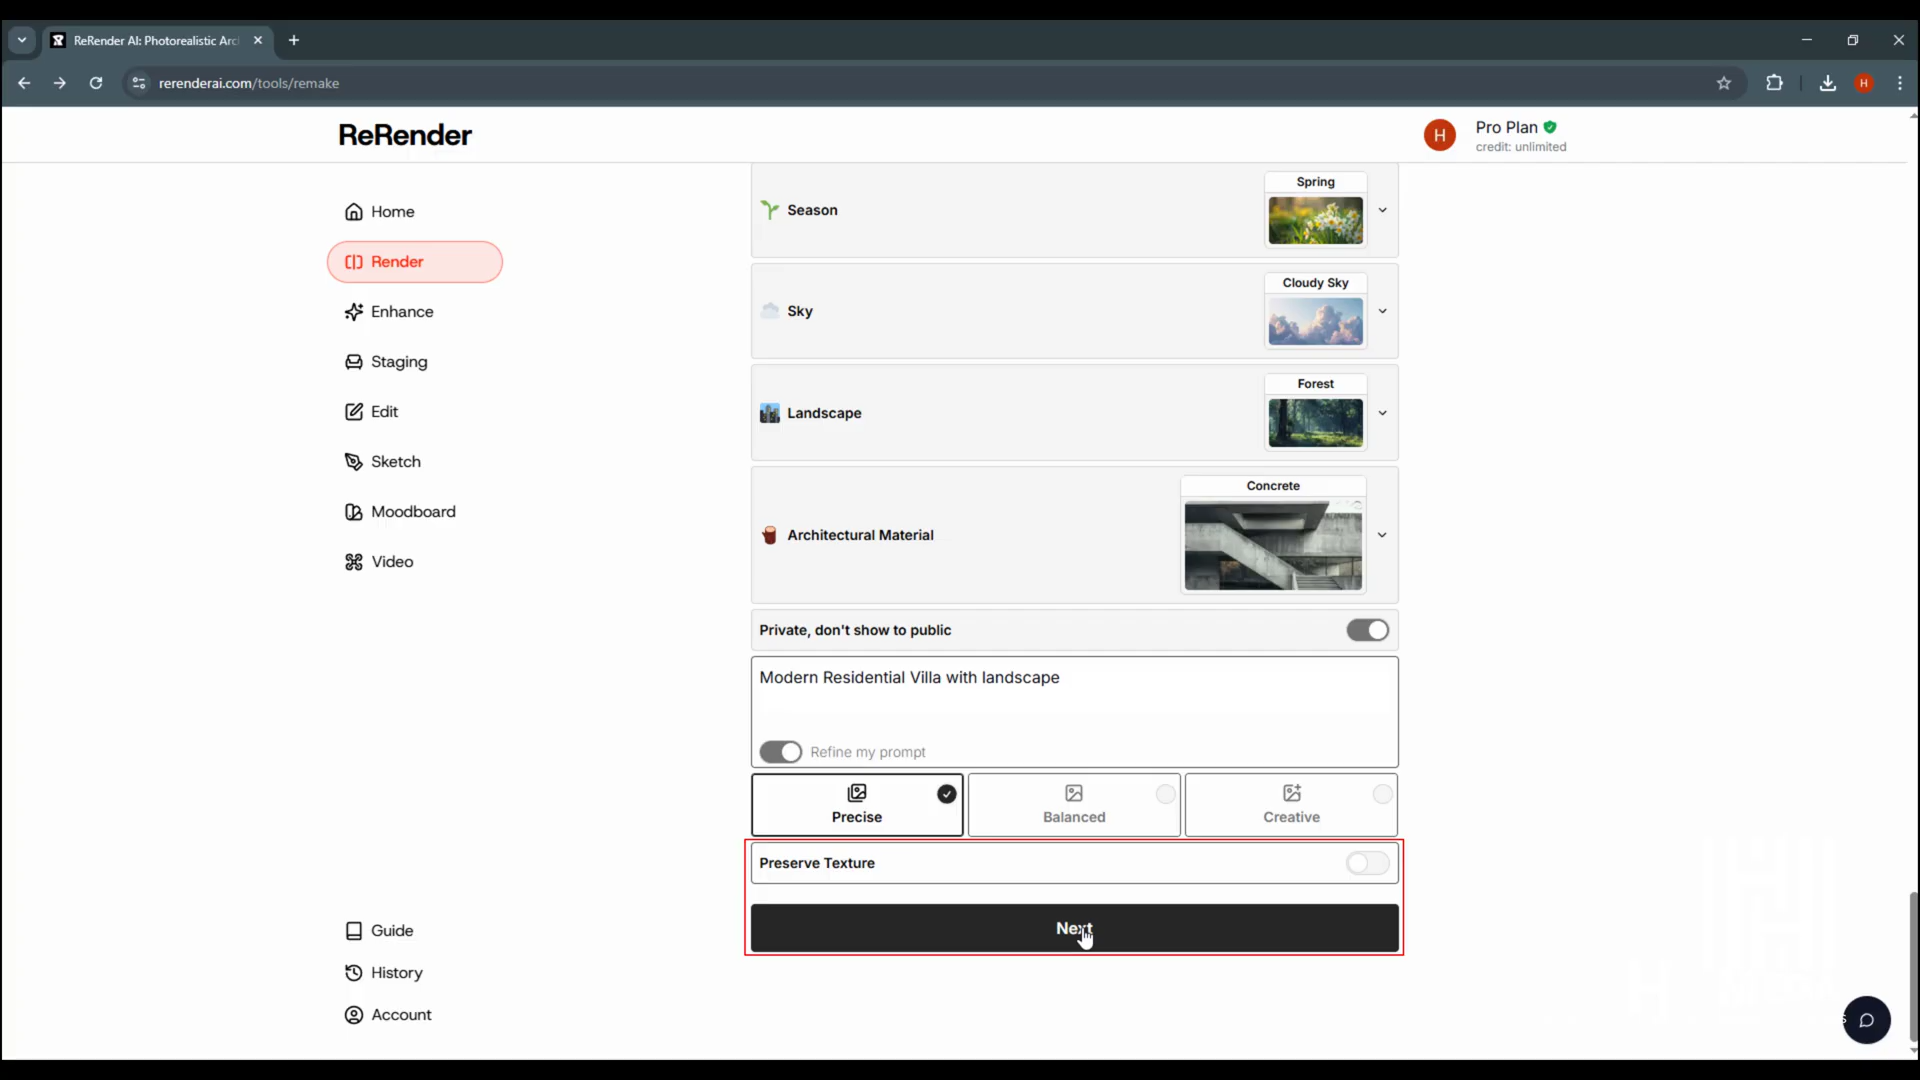 ReRender AI: Photorealistic Arc
rerenderai.com/tools/remake
H
ReRender
H
Pro Plan
credit: unlimited
Home
Render
Enhance
Staging
Edit
Sketch
Moodboard
Video
Guide
History
Account
Season
Spring
Sky
Cloudy Sky
Landscape
Forest
Architectural Material
Concrete
Private, don't show to public
Modern Residential Villa with landscape
Refine my prompt
Precise
Balanced
Creative
Preserve Texture
Next